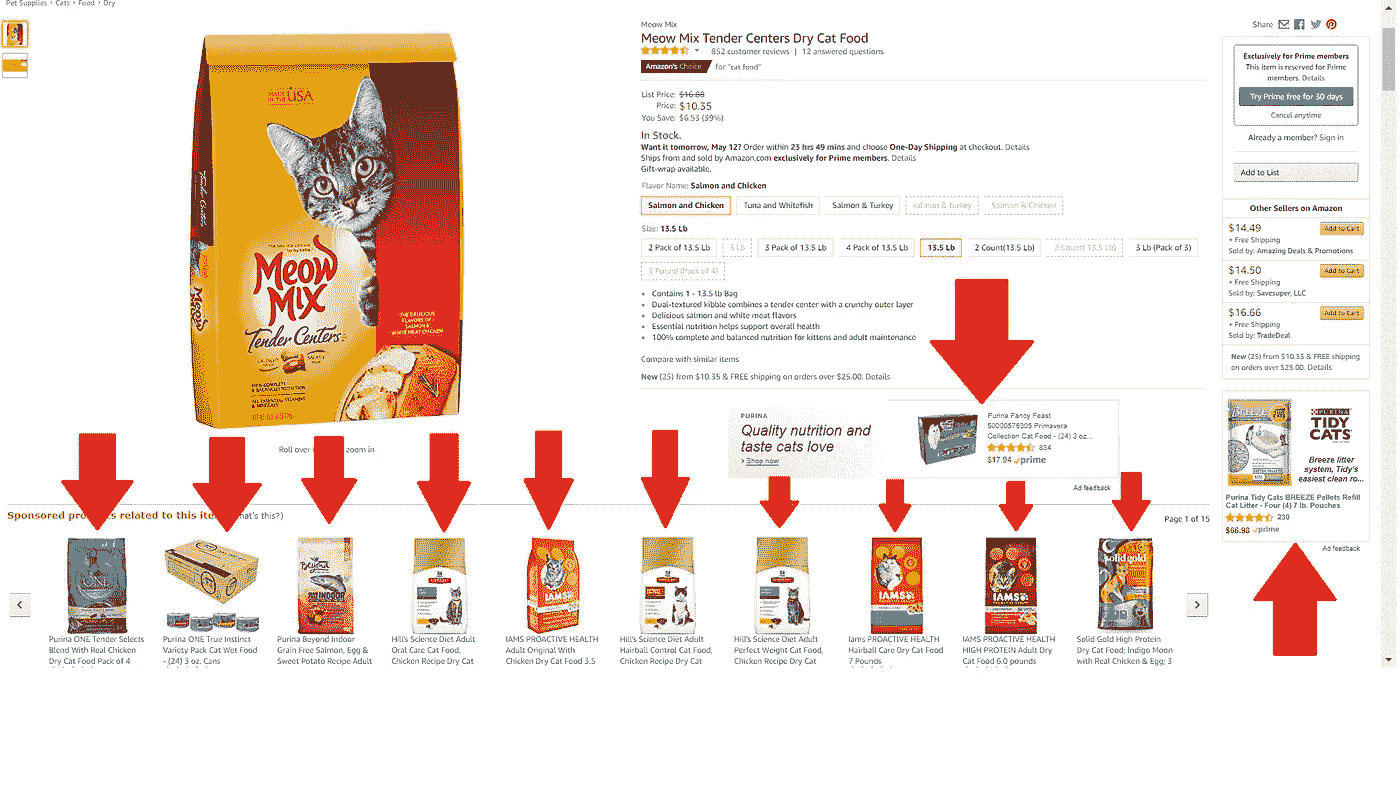 Pet Supplies › Cats › Food › Dry
MADE IN THE USA
Meow
Mix
Tender Centers
THE DELICIOUS
FLAVORS OF
SALMON &
WHITE MEAT CHICKEN
Roll over
zoom in
Meow Mix
Meow Mix Tender Centers Dry Cat Food
852 customer reviews | 12 answered questions
Amazon's Choice for "cat food"
List Price: $16.88
Price: $10.35
You Save: $6.53 (39%)
In Stock.
Want it tomorrow, May 12? Order within 23 hrs 49 mins and choose One-Day Shipping at checkout. Details
Ships from and sold by Amazon.com exclusively for Prime members. Details
Gift-wrap available.
Flavor Name: Salmon and Chicken
Salmon and Chicken Tuna and Whitefish Salmon & Turkey salmon & turkey Salmon & Chicken
Size: 13.5 Lb
2 Pack of 13.5 Lb 3 Lb 3 Pack of 13.5 Lb 4 Pack of 13.5 Lb 13.5 Lb 2 Count(13.5 Lb) 2 Count( 13.5 Lb) 3 Lb (Pack of 3)
3 Pound (Pack of 4)
Contains 1 - 13.5 lb Bag
Dual-textured kibble combines a tender center with a crunchy outer layer
Delicious salmon and white meat flavors
Essential nutrition helps support overall health
100% complete and balanced nutrition for kittens and adult maintenance
Compare with similar items
New (25) from $10.35 & FREE shipping on orders over $25.00. Details
PURINA
Quality nutrition and
taste cats love
› Shop now
Purina Fancy Feast
50000576305 Primavera
Collection Cat Food - (24) 3 oz...
834
$17.94 prime
Ad feedback
Share
Exclusively for Prime members
This item is reserved for Prime
members. Details
Try Prime free for 30 days
Cancel anytime
Already a member? Sign in
Add to List
Other Sellers on Amazon
$14.49 Add to Cart
+ Free Shipping
Sold by: Amazing Deals & Promotions
$14.50 Add to Cart
+ Free Shipping
Sold by: Savesuper, LLC
$16.66 Add to Cart
+ Free Shipping
Sold by: TradeDeal
New (25) from $10.35 & FREE shipping
on orders over $25.00. Details
BREEZE
PURINA
TIDY
CATS
Breeze litter
system, Tidy's
easiest clean ro...
Purina Tidy Cats BREEZE Pellets Refill
Cat Litter - Four (4) 7 lb. Pouches
230
$66.98 prime
Ad feedback
Sponsored pro related to this ite hat's this?)
Page 1 of 15
Purina ONE Tender Selects
Blend With Real Chicken
Dry Cat Food Pack of 4
Purina ONE True Instinct
Variety Pack Cat Wet Food
- (24) 3 oz. Cans
Purina Beyond Indoor
Grain Free Salmon, Egg &
Sweet Potato Recipe Adult
Hill's Science Diet Adult
Oral Care Cat Food,
Chicken Recipe Dry Cat
IAMS PROACTIVE HEALTH
Adult Original With
Chicken Dry Cat Food 3.5
Hill's Science Diet Adult
Hairball Control Cat Food,
Chicken Recipe Dry Cat
Hill's Science Diet Adult
Perfect Weight Cat Food,
Chicken Recipe Dry Cat
Iams PROACTIVE HEALTH
Hairball Care Dry Cat Food
7 Pounds
IAMS PROACTIVE HEALTH
HIGH PROTEIN Adult Dry
Cat Food 6.0 pounds
Solid Gold High Protein
Dry Cat Food; Indigo Moon
with Real Chicken & Egg; 3